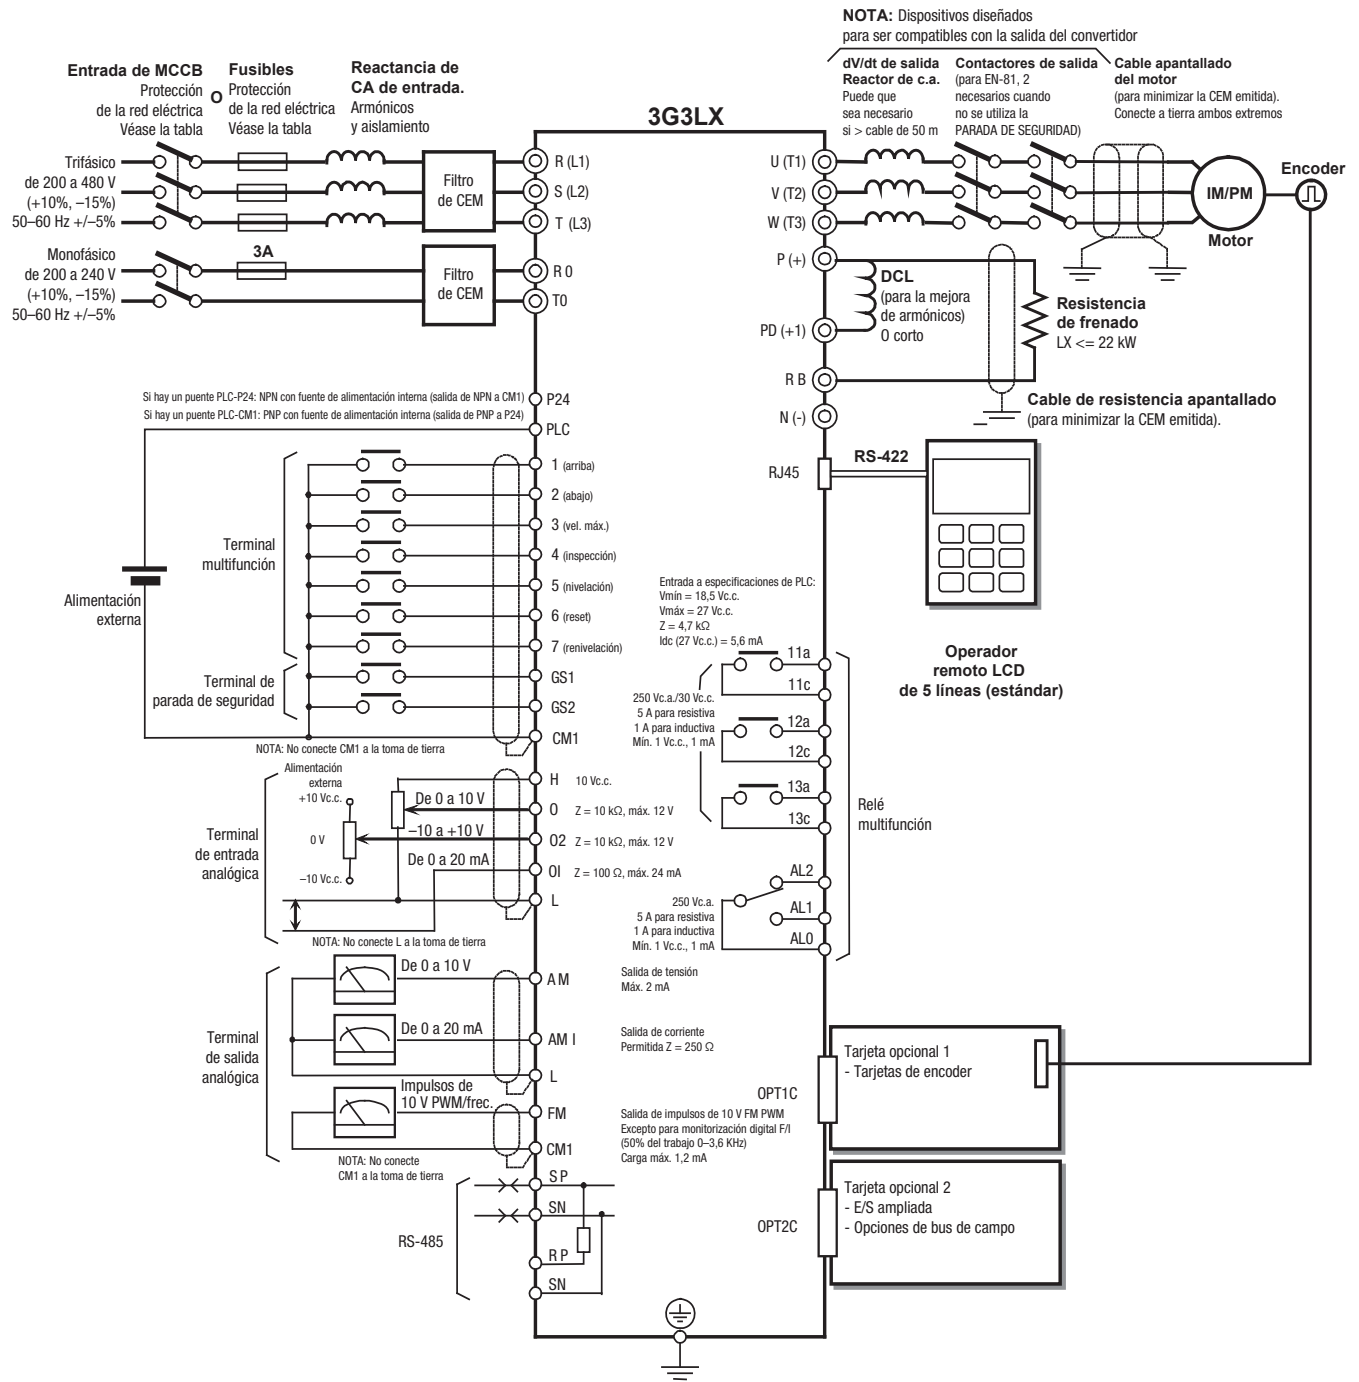 NOTA: Dispositivos diseñados
para ser compatibles con la salida del convertidor
Entrada de MCCB
Protección
de la red eléctrica
Véase la tabla
O
Fusibles
Protección
de la red eléctrica
Véase la tabla
Reactancia de
CA de entrada.
Armónicos
y aislamiento
3G3LX
dV/dt de salida
Reactor de c.a.
Puede que
sea necesario
si > cable de 50 m
Contactores de salida
(para EN-81, 2
necesarios cuando
no se utiliza la
PARADA DE SEGURIDAD)
Cable apantallado
del motor
(para minimizar la CEM emitida).
Conecte a tierra ambos extremos
Trifásico
de 200 a 480 V
(+10%, –15%)
50–60 Hz +/–5%
Filtro
de CEM
R (L1)
S (L2)
T (L3)
U (T1)
V (T2)
W (T3)
IM/PM
Motor
Encoder
Monofásico
de 200 a 240 V
(+10%, –15%)
50–60 Hz +/–5%
3A
Filtro
de CEM
R 0
T0
P (+)
PD (+1)
R B
N (-)
DCL
(para la mejora
de armónicos)
O corto
Resistencia
de frenado
LX <= 22 kW
Cable de resistencia apantallado
(para minimizar la CEM emitida).
Si hay un puente PLC-P24: NPN con fuente de alimentación interna (salida de NPN a CM1)
Si hay un puente PLC-CM1: PNP con fuente de alimentación interna (salida de PNP a P24)
P24
PLC
RJ45
RS-422
Operador
remoto LCD
de 5 líneas (estándar)
Alimentación
externa
Terminal
multifunción
1 (arriba)
2 (abajo)
3 (vel. máx.)
4 (inspección)
5 (nivelación)
6 (reset)
7 (renivelación)
Terminal de
parada de seguridad
GS1
GS2
CM1
NOTA: No conecte CM1 a la toma de tierra
Entrada a especificaciones de PLC:
Vmín = 18,5 Vc.c.
Vmáx = 27 Vc.c.
Z = 4,7 kΩ
Idc (27 Vc.c.) = 5,6 mA
250 Vc.a./30 Vc.c.
5 A para resistiva
1 A para inductiva
Mín. 1 Vc.c., 1 mA
11a
11c
12a
12c
13a
13c
Relé
multifunción
250 Vc.a.
5 A para resistiva
1 A para inductiva
Mín. 1 Vc.c., 1 mA
AL2
AL1
AL0
Terminal
de entrada
analógica
Alimentación
externa
+10 Vc.c.
0 V
–10 Vc.c.
De 0 a 10 V
–10 a +10 V
De 0 a 20 mA
H 10 Vc.c.
O Z = 10 kΩ, máx. 12 V
O2 Z = 10 kΩ, máx. 12 V
OI Z = 100 Ω, máx. 24 mA
L
NOTA: No conecte L a la toma de tierra
Terminal
de salida
analógica
De 0 a 10 V
De 0 a 20 mA
Impulsos de
10 V PWM/frec.
A M
AM I
L
FM
CM1
Salida de tensión
Máx. 2 mA
Salida de corriente
Permitida Z = 250 Ω
Salida de impulsos de 10 V FM PWM
Excepto para monitorización digital F/I
(50% del trabajo 0–3,6 KHz)
Carga máx. 1,2 mA
NOTA: No conecte
CM1 a la toma de tierra
RS-485
S P
SN
R P
SN
OPT1C
Tarjeta opcional 1
- Tarjetas de encoder
OPT2C
Tarjeta opcional 2
- E/S ampliada
- Opciones de bus de campo